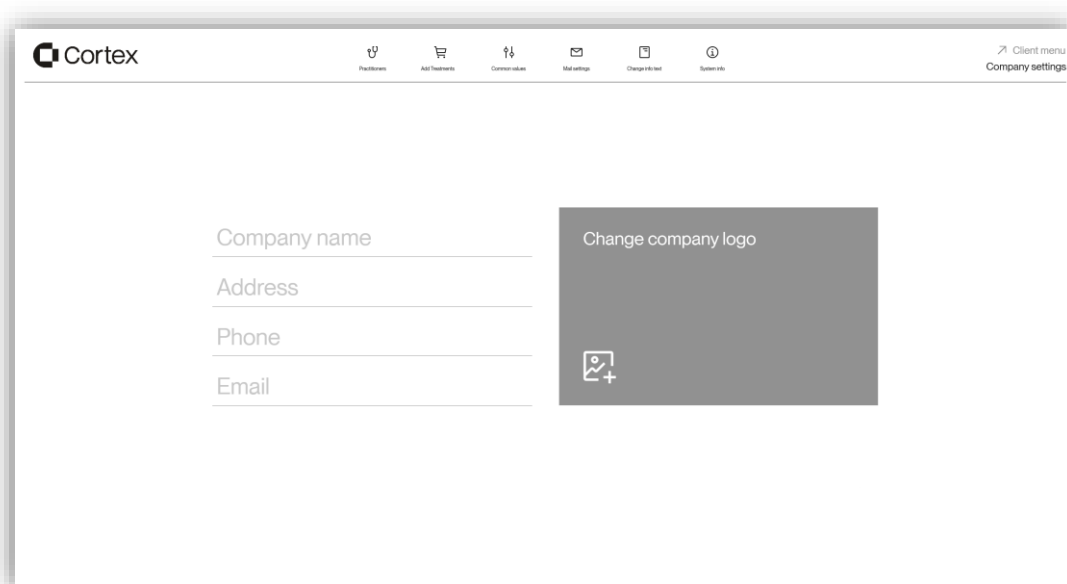 Cortex
Practitioners
Add Treatments
Common values
Mail settings
Change info text
System info
Client menu
Company settings
Company name
Address
Phone
Email
Change company logo